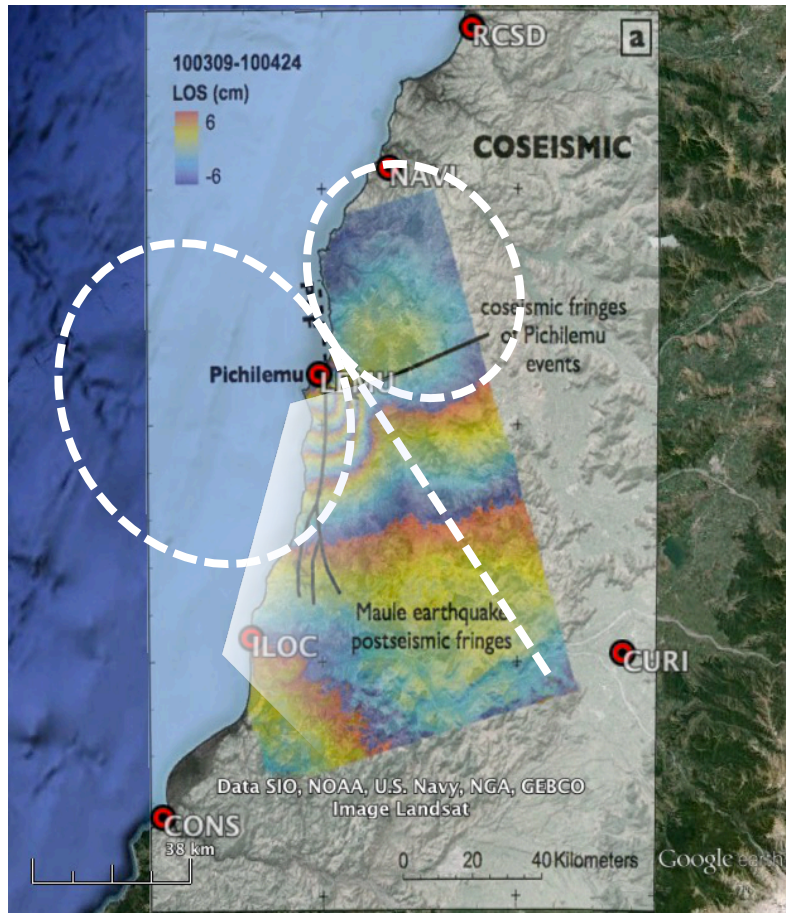 RCSD
a
100309-100424
LOS (cm)
6
-6
COSEISMIC
NAVI
coseismic fringes
of Pichilemu
events
Pichilemu
Maule earthquake
postseismic fringes
ILOC
CURI
Data SIO, NOAA, U.S. Navy, NGA, GEBCO
Image Landsat
CONS
38 km
0 20 40 Kilometers
Google earth